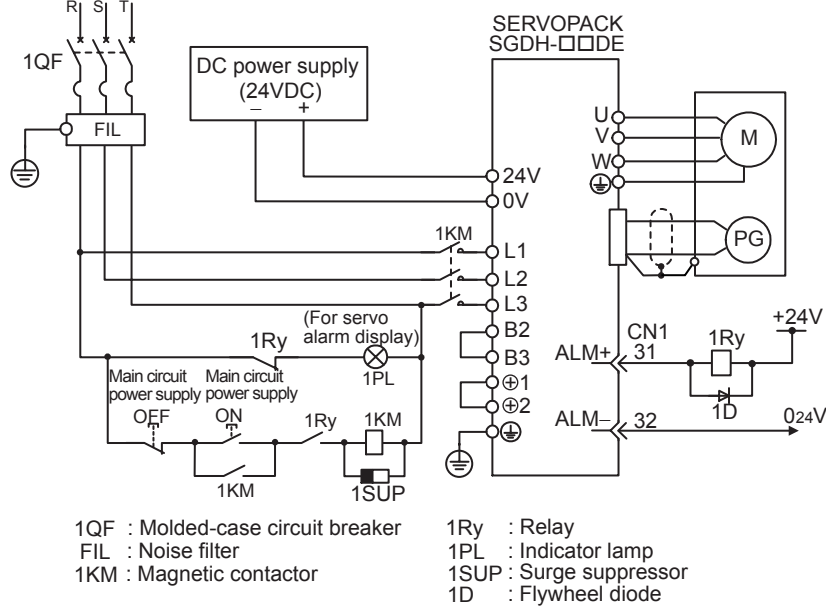 R S T
1QF
FIL
DC power supply
(24VDC)
− +
SERVOPACK
SGDH-□□DE
U
V
W
M
PG
24V
0V
1KM
L1
L2
L3
B2
B3
⊕1
⊕2
(For servo
alarm display)
1Ry
1PL
Main circuit
power supply
OFF
Main circuit
power supply
ON
1Ry
1KM
1KM
1SUP
CN1
ALM+
31
1Ry
+24V
1D
ALM−
32
024V
1QF : Molded-case circuit breaker
FIL : Noise filter
1KM : Magnetic contactor
1Ry : Relay
1PL : Indicator lamp
1SUP : Surge suppressor
1D : Flywheel diode